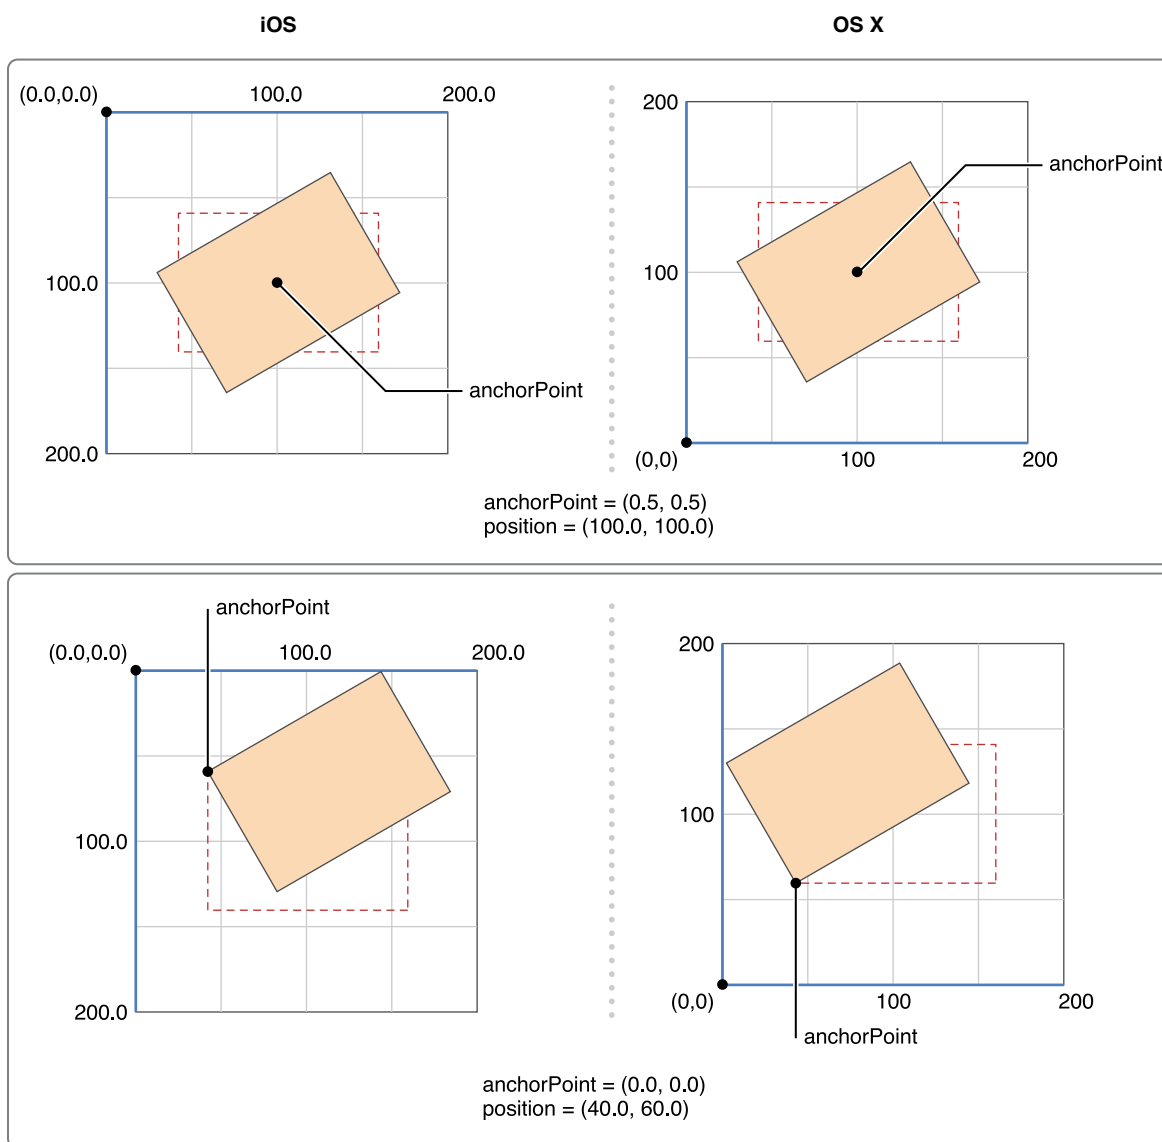 iOS
OS X
(0.0,0.0)
100.0
200.0
100.0
200.0
anchorPoint
200
100
(0,0)
100
200
anchorPoint
anchorPoint = (0.5, 0.5)
position = (100.0, 100.0)
anchorPoint
(0.0,0.0)
100.0
200.0
100.0
200.0
200
100
(0,0)
100
200
anchorPoint
anchorPoint = (0.0, 0.0)
position = (40.0, 60.0)